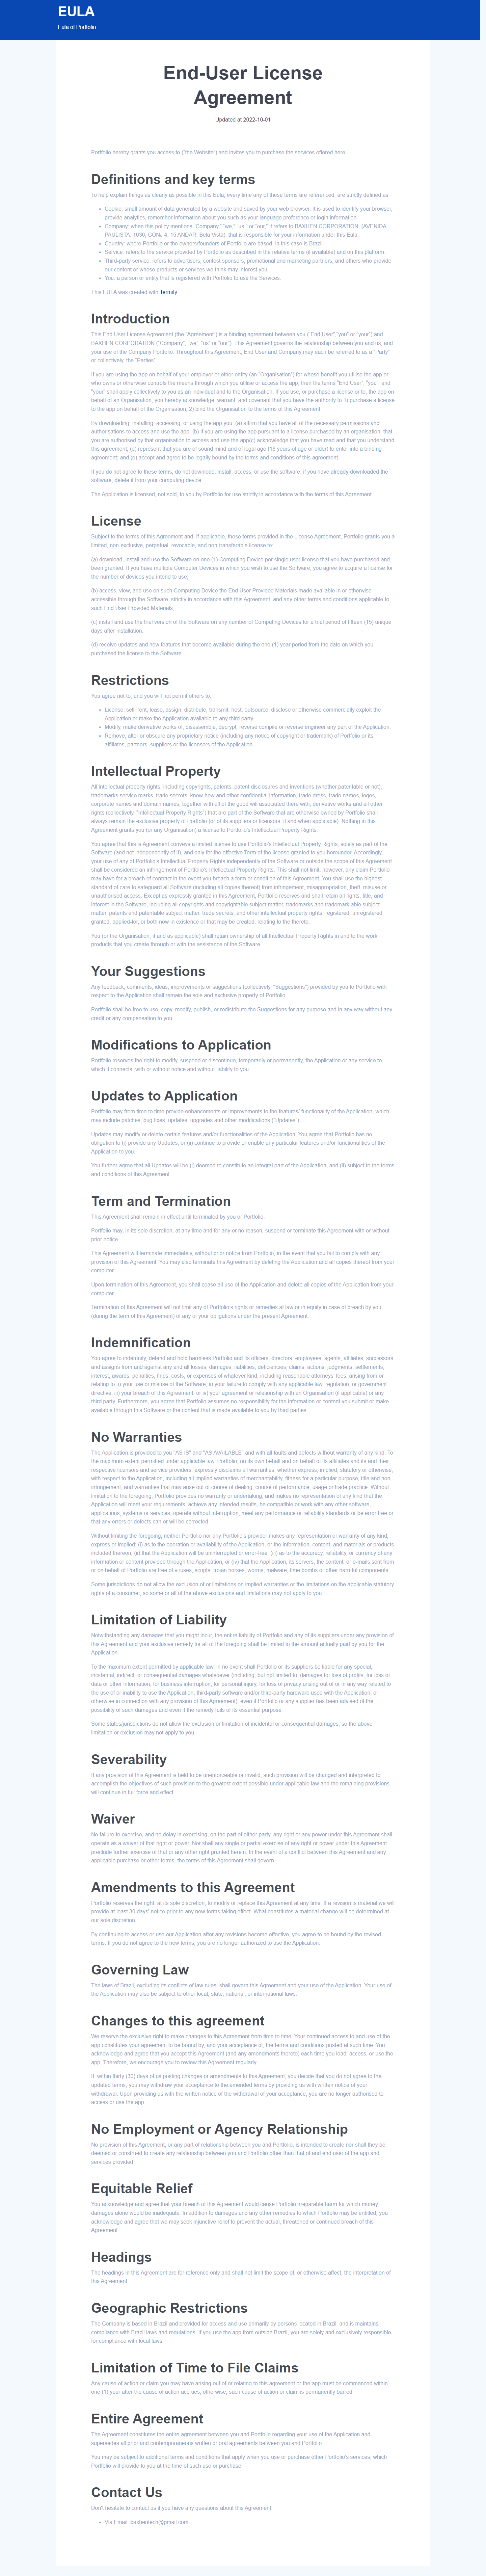 EULA
Eula of Portfolio
End-User License
Agreement
Updated at 2022-10-01
Portfolio hereby grants you access to ("the Website") and invites you to purchase the services offered here.
Definitions and key terms
To help explain things as clearly as possible in this Eula, every time any of these terms are referenced, are strictly defined as:
Cookie: small amount of data generated by a website and saved by your web browser. It is used to identify your browser,
provide analytics, remember information about you such as your language preference or login information.
Company: when this policy mentions "Company," "we," "us," or "our," it refers to BAXHEN CORPORATION, (AVENIDA
PAULISTA, 1636, CONJ 4, 15 ANDAR, Bela Vista), that is responsible for your information under this Eula.
Country: where Portfolio or the owners/founders of Portfolio are based, in this case is Brazil
Service: refers to the service provided by Portfolio as described in the relative terms (if available) and on this platform.
Third-party service: refers to advertisers, contest sponsors, promotional and marketing partners, and others who provide
our content or whose products or services we think may interest you.
You: a person or entity that is registered with Portfolio to use the Services.
This EULA was created with Termify.
Introduction
This End User License Agreement (the "Agreement") is a binding agreement between you ("End User","you" or "your") and
BAXHEN CORPORATION ("Company", "we", "us" or "our"). This Agreement governs the relationship between you and us, and
your use of the Company Portfolio. Throughout this Agreement, End User and Company may each be referred to as a "Party"
or collectively, the "Parties".
If you are using the app on behalf of your employer or other entity (an "Organisation") for whose benefit you utilise the app or
who owns or otherwise controls the means through which you utilise or access the app, then the terms "End User", "you", and
"your" shall apply collectively to you as an individual and to the Organisation. If you use, or purchase a license or to, the app on
behalf of an Organisation, you hereby acknowledge, warrant, and covenant that you have the authority to 1) purchase a license
to the app on behalf of the Organisation; 2) bind the Organisation to the terms of this Agreement.
By downloading, installing, accessing, or using the app you: (a) affirm that you have all of the necessary permissions and
authorisations to access and use the app; (b) if you are using the app pursuant to a license purchased by an organisation, that
you are authorised by that organisation to access and use the app(c) acknowledge that you have read and that you understand
this agreement; (d) represent that you are of sound mind and of legal age (18 years of age or older) to enter into a binding
agreement; and (e) accept and agree to be legally bound by the terms and conditions of this agreement.
If you do not agree to these terms, do not download, install, access, or use the software. if you have already downloaded the
software, delete it from your computing device.
The Application is licensed, not sold, to you by Portfolio for use strictly in accordance with the terms of this Agreement.
License
Subject to the terms of this Agreement and, if applicable, those terms provided in the License Agreement, Portfolio grants you a
limited, non-exclusive, perpetual, revocable, and non-transferable license to:
(a) download, install and use the Software on one (1) Computing Device per single user license that you have purchased and
been granted. If you have multiple Computer Devices in which you wish to use the Software, you agree to acquire a license for
the number of devices you intend to use;
(b) access, view, and use on such Computing Device the End User Provided Materials made available in or otherwise
accessible through the Software, strictly in accordance with this Agreement, and any other terms and conditions applicable to
such End User Provided Materials;
(c) install and use the trial version of the Software on any number of Computing Devices for a trial period of fifteen (15) unique
days after installation.
(d) receive updates and new features that become available during the one (1) year period from the date on which you
purchased the license to the Software.
Restrictions
You agree not to, and you will not permit others to:
License, sell, rent, lease, assign, distribute, transmit, host, outsource, disclose or otherwise commercially exploit the
Application or make the Application available to any third party.
Modify, make derivative works of, disassemble, decrypt, reverse compile or reverse engineer any part of the Application.
Remove, alter or obscure any proprietary notice (including any notice of copyright or trademark) of Portfolio or its
affiliates, partners, suppliers or the licensors of the Application.
Intellectual Property
All intellectual property rights, including copyrights, patents, patent disclosures and inventions (whether patentable or not),
trademarks service marks, trade secrets, know-how and other confidential information, trade dress, trade names, logos,
corporate names and domain names, together with all of the good will associated there with, derivative works and all other
rights (collectively, "Intellectual Property Rights") that are part of the Software that are otherwise owned by Portfolio shall
always remain the exclusive property of Portfolio (or of its suppliers or licensors, if and when applicable). Nothing in this
Agreement grants you (or any Organisation) a license to Portfolio's Intellectual Property Rights.
You agree that this is Agreement conveys a limited license to use Portfolio's Intellectual Property Rights, solely as part of the
Software (and not independently of it), and only for the effective Term of the license granted to you hereunder. Accordingly,
your use of any of Portfolio's Intellectual Property Rights independently of the Software or outside the scope of this Agreement
shall be considered an infringement of Portfolio's Intellectual Property Rights. This shall not limit, however, any claim Portfolio
may have for a breach of contract in the event you breach a term or condition of this Agreement. You shall use the highest
standard of care to safeguard all Software (including all copies thereof) from infringement, misappropriation, theft, misuse or
unauthorised access. Except as expressly granted in this Agreement, Portfolio reserves and shall retain all rights, title, and
interest in the Software, including all copyrights and copyrightable subject matter, trademarks and trademark able subject
matter, patents and patentable subject matter, trade secrets, and other intellectual property rights, registered, unregistered,
granted, applied-for, or both now in existence or that may be created, relating to the thereto.
You (or the Organisation, if and as applicable) shall retain ownership of all Intellectual Property Rights in and to the work
products that you create through or with the assistance of the Software.
Your Suggestions
Any feedback, comments, ideas, improvements or suggestions (collectively, "Suggestions") provided by you to Portfolio with
respect to the Application shall remain the sole and exclusive property of Portfolio.
Portfolio shall be free to use, copy, modify, publish, or redistribute the Suggestions for any purpose and in any way without any
credit or any compensation to you.
Modifications to Application
Portfolio reserves the right to modify, suspend or discontinue, temporarily or permanently, the Application or any service to
which it connects, with or without notice and without liability to you.
Updates to Application
Portfolio may from time to time provide enhancements or improvements to the features/ functionality of the Application, which
may include patches, bug fixes, updates, upgrades and other modifications ("Updates").
Updates may modify or delete certain features and/or functionalities of the Application. You agree that Portfolio has no
obligation to (i) provide any Updates, or (ii) continue to provide or enable any particular features and/or functionalities of the
Application to you.
You further agree that all Updates will be (i) deemed to constitute an integral part of the Application, and (ii) subject to the terms
and conditions of this Agreement.
Term and Termination
This Agreement shall remain in effect until terminated by you or Portfolio.
Portfolio may, in its sole discretion, at any time and for any or no reason, suspend or terminate this Agreement with or without
prior notice.
This Agreement will terminate immediately, without prior notice from Portfolio, in the event that you fail to comply with any
provision of this Agreement. You may also terminate this Agreement by deleting the Application and all copies thereof from your
computer.
Upon termination of this Agreement, you shall cease all use of the Application and delete all copies of the Application from your
computer.
Termination of this Agreement will not limit any of Portfolio's rights or remedies at law or in equity in case of breach by you
(during the term of this Agreement) of any of your obligations under the present Agreement.
Indemnification
You agree to indemnify, defend and hold harmless Portfolio and its officers, directors, employees, agents, affiliates, successors,
and assigns from and against any and all losses, damages, liabilities, deficiencies, claims, actions, judgments, settlements,
interest, awards, penalties, fines, costs, or expenses of whatever kind, including reasonable attorneys' fees, arising from or
relating to: i) your use or misuse of the Software; ii) your failure to comply with any applicable law, regulation, or government
directive; iii) your breach of this Agreement; or iv) your agreement or relationship with an Organisation (if applicable) or any
third party. Furthermore, you agree that Portfolio assumes no responsibility for the information or content you submit or make
available through this Software or the content that is made available to you by third parties.
No Warranties
The Application is provided to you "AS IS" and "AS AVAILABLE" and with all faults and defects without warranty of any kind. To
the maximum extent permitted under applicable law, Portfolio, on its own behalf and on behalf of its affiliates and its and their
respective licensors and service providers, expressly disclaims all warranties, whether express, implied, statutory or otherwise,
with respect to the Application, including all implied warranties of merchantability, fitness for a particular purpose, title and non-
infringement, and warranties that may arise out of course of dealing, course of performance, usage or trade practice. Without
limitation to the foregoing, Portfolio provides no warranty or undertaking, and makes no representation of any kind that the
Application will meet your requirements, achieve any intended results, be compatible or work with any other software,
applications, systems or services, operate without interruption, meet any performance or reliability standards or be error free or
that any errors or defects can or will be corrected.
Without limiting the foregoing, neither Portfolio nor any Portfolio's provider makes any representation or warranty of any kind,
express or implied: (i) as to the operation or availability of the Application, or the information, content, and materials or products
included thereon; (ii) that the Application will be uninterrupted or error-free; (iii) as to the accuracy, reliability, or currency of any
information or content provided through the Application; or (iv) that the Application, its servers, the content, or e-mails sent from
or on behalf of Portfolio are free of viruses, scripts, trojan horses, worms, malware, time bombs or other harmful components.
Some jurisdictions do not allow the exclusion of or limitations on implied warranties or the limitations on the applicable statutory
rights of a consumer, so some or all of the above exclusions and limitations may not apply to you.
Limitation of Liability
Notwithstanding any damages that you might incur, the entire liability of Portfolio and any of its suppliers under any provision of
this Agreement and your exclusive remedy for all of the foregoing shall be limited to the amount actually paid by you for the
Application.
To the maximum extent permitted by applicable law, in no event shall Portfolio or its suppliers be liable for any special,
incidental, indirect, or consequential damages whatsoever (including, but not limited to, damages for loss of profits, for loss of
data or other information, for business interruption, for personal injury, for loss of privacy arising out of or in any way related to
the use of or inability to use the Application, third-party software and/or third-party hardware used with the Application, or
otherwise in connection with any provision of this Agreement), even if Portfolio or any supplier has been advised of the
possibility of such damages and even if the remedy fails of its essential purpose.
Some states/jurisdictions do not allow the exclusion or limitation of incidental or consequential damages, so the above
limitation or exclusion may not apply to you.
Severability
If any provision of this Agreement is held to be unenforceable or invalid, such provision will be changed and interpreted to
accomplish the objectives of such provision to the greatest extent possible under applicable law and the remaining provisions
will continue in full force and effect.
Waiver
No failure to exercise, and no delay in exercising, on the part of either party, any right or any power under this Agreement shall
operate as a waiver of that right or power. Nor shall any single or partial exercise of any right or power under this Agreement
preclude further exercise of that or any other right granted herein. In the event of a conflict between this Agreement and any
applicable purchase or other terms, the terms of this Agreement shall govern.
Amendments to this Agreement
Portfolio reserves the right, at its sole discretion, to modify or replace this Agreement at any time. If a revision is material we will
provide at least 30 days' notice prior to any new terms taking effect. What constitutes a material change will be determined at
our sole discretion.
By continuing to access or use our Application after any revisions become effective, you agree to be bound by the revised
terms. If you do not agree to the new terms, you are no longer authorized to use the Application.
Governing Law
The laws of Brazil, excluding its conflicts of law rules, shall govern this Agreement and your use of the Application. Your use of
the Application may also be subject to other local, state, national, or international laws.
Changes to this agreement
We reserve the exclusive right to make changes to this Agreement from time to time. Your continued access to and use of the
app constitutes your agreement to be bound by, and your acceptance of, the terms and conditions posted at such time. You
acknowledge and agree that you accept this Agreement (and any amendments thereto) each time you load, access, or use the
app. Therefore, we encourage you to review this Agreement regularly.
If, within thirty (30) days of us posting changes or amendments to this Agreement, you decide that you do not agree to the
updated terms, you may withdraw your acceptance to the amended terms by providing us with written notice of your
withdrawal. Upon providing us with the written notice of the withdrawal of your acceptance, you are no longer authorised to
access or use the app.
No Employment or Agency Relationship
No provision of this Agreement, or any part of relationship between you and Portfolio, is intended to create nor shall they be
deemed or construed to create any relationship between you and Portfolio other than that of and end user of the app and
services provided.
Equitable Relief
You acknowledge and agree that your breach of this Agreement would cause Portfolio irreparable harm for which money
damages alone would be inadequate. In addition to damages and any other remedies to which Portfolio may be entitled, you
acknowledge and agree that we may seek injunctive relief to prevent the actual, threatened or continued breach of this
Agreement.
Headings
The headings in this Agreement are for reference only and shall not limit the scope of, or otherwise affect, the interpretation of
this Agreement.
Geographic Restrictions
The Company is based in Brazil and provided for access and use primarily by persons located in Brazil, and is maintains
compliance with Brazil laws and regulations. If you use the app from outside Brazil, you are solely and exclusively responsible
for compliance with local laws.
Limitation of Time to File Claims
Any cause of action or claim you may have arising out of or relating to this agreement or the app must be commenced within
one (1) year after the cause of action accrues, otherwise, such cause of action or claim is permanently barred.
Entire Agreement
The Agreement constitutes the entire agreement between you and Portfolio regarding your use of the Application and
supersedes all prior and contemporaneous written or oral agreements between you and Portfolio.
You may be subject to additional terms and conditions that apply when you use or purchase other Portfolio's services, which
Portfolio will provide to you at the time of such use or purchase.
Contact Us
Don't hesitate to contact us if you have any questions about this Agreement.
Via Email: baxhentech@gmail.com